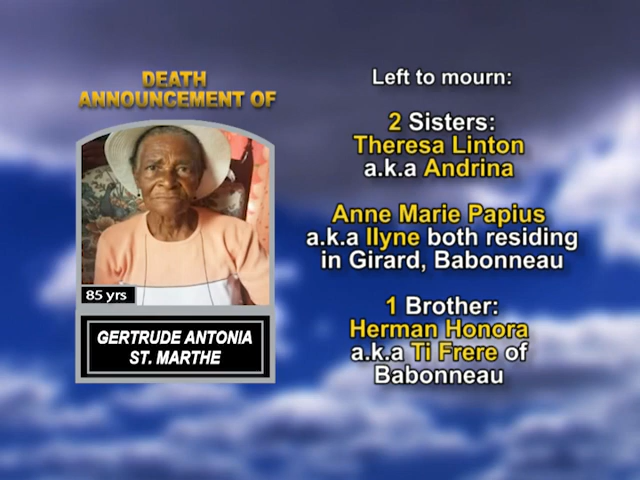 DEATH
ANNOUNCEMENT OF
85 yrs
GERTRUDE ANTONIA
ST. MARTHE
Left to mourn:
2 Sisters:
Theresa Linton
a.k.a Andrina
Anne Marie Papius
a.k.a Ilyne both residing
in Girard, Babonneau
1 Brother:
Herman Honora
a.k.a Ti Frere of
Babonneau